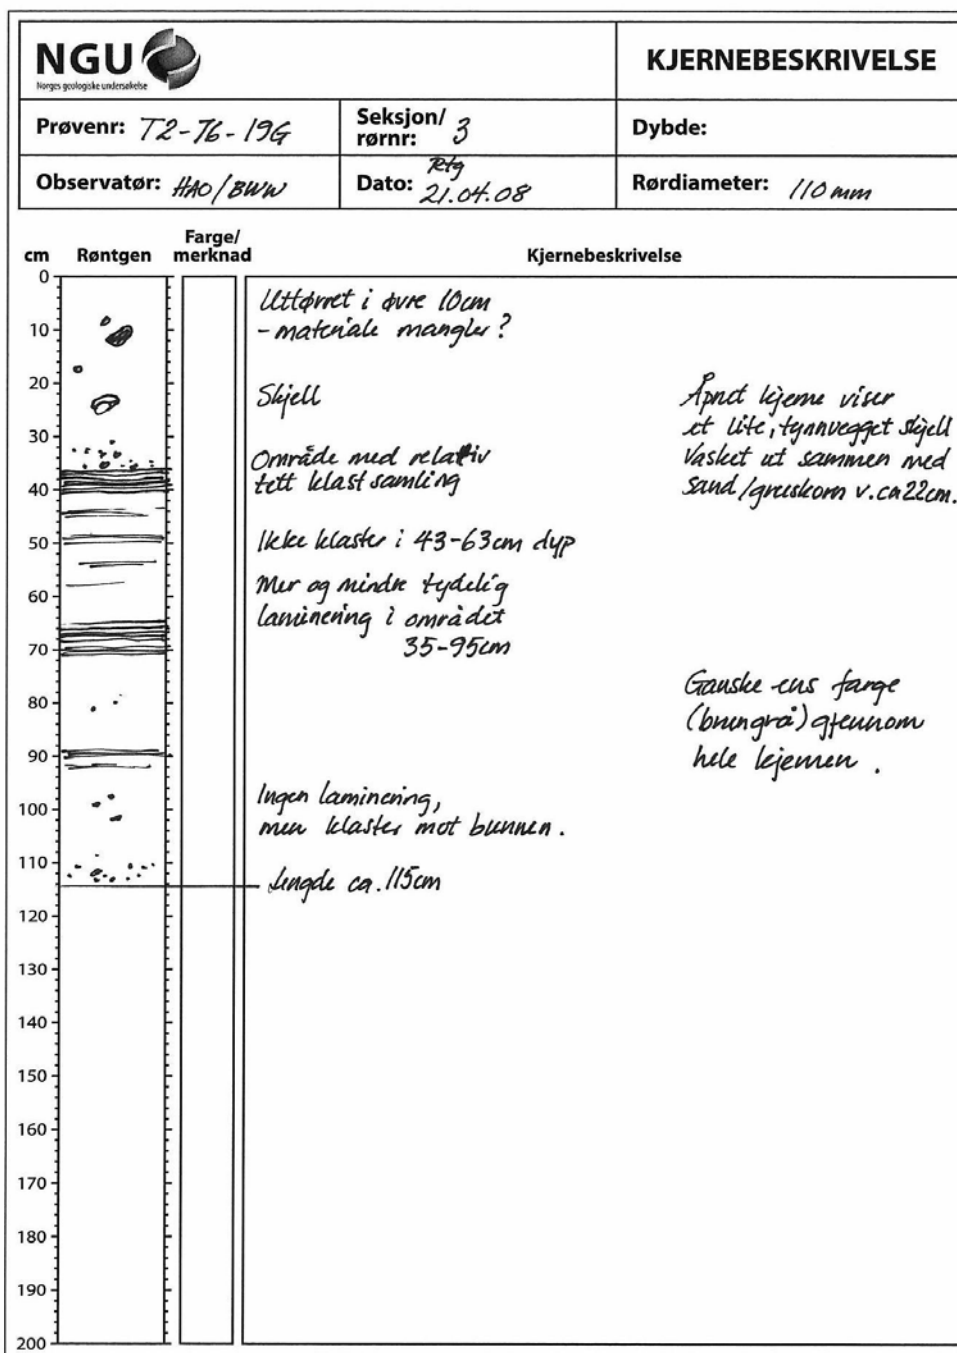 NGU
Norges geologiske undersøkelse
KJERNEBESKRIVELSE
Prøvenr: T2-76-19G
Seksjon/
rørnr: 3
Dybde:
Observatør: HAO/BWW
Rtg
Dato: 21.04.08
Rørdiameter: 110 mm
cm
Røntgen
Farge/
merknad
Kjernebeskrivelse
0
10
20
30
40
50
60
70
80
90
100
110
120
130
140
150
160
170
180
190
200
Uttørret i øvre 10cm
- materiale mangler?
Skjell
Område med relativ
tett klast samling
Ikke klaster i 43-63cm dyp
Mer og mindre tydelig
laminering i området
35-95cm
Ingen laminering,
men klaster mot bunnen.
Lengde ca. 115cm
Åpnet kjerne viser
et lite, tynnvegget skjell
vasket ut sammen med
sand/gruskorn v. ca 22cm.
Ganske ens farge
(brungrå) gjennom
hele kjernen.